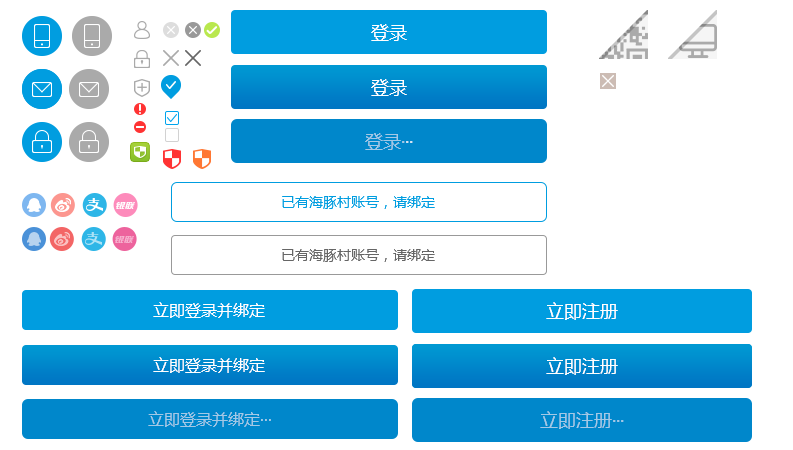 登录
登录
登录···
已有海豚村账号，请绑定
银联
银联
已有海豚村账号，请绑定
立即登录并绑定
立即注册
立即登录并绑定
立即注册
立即登录并绑定···
立即注册···